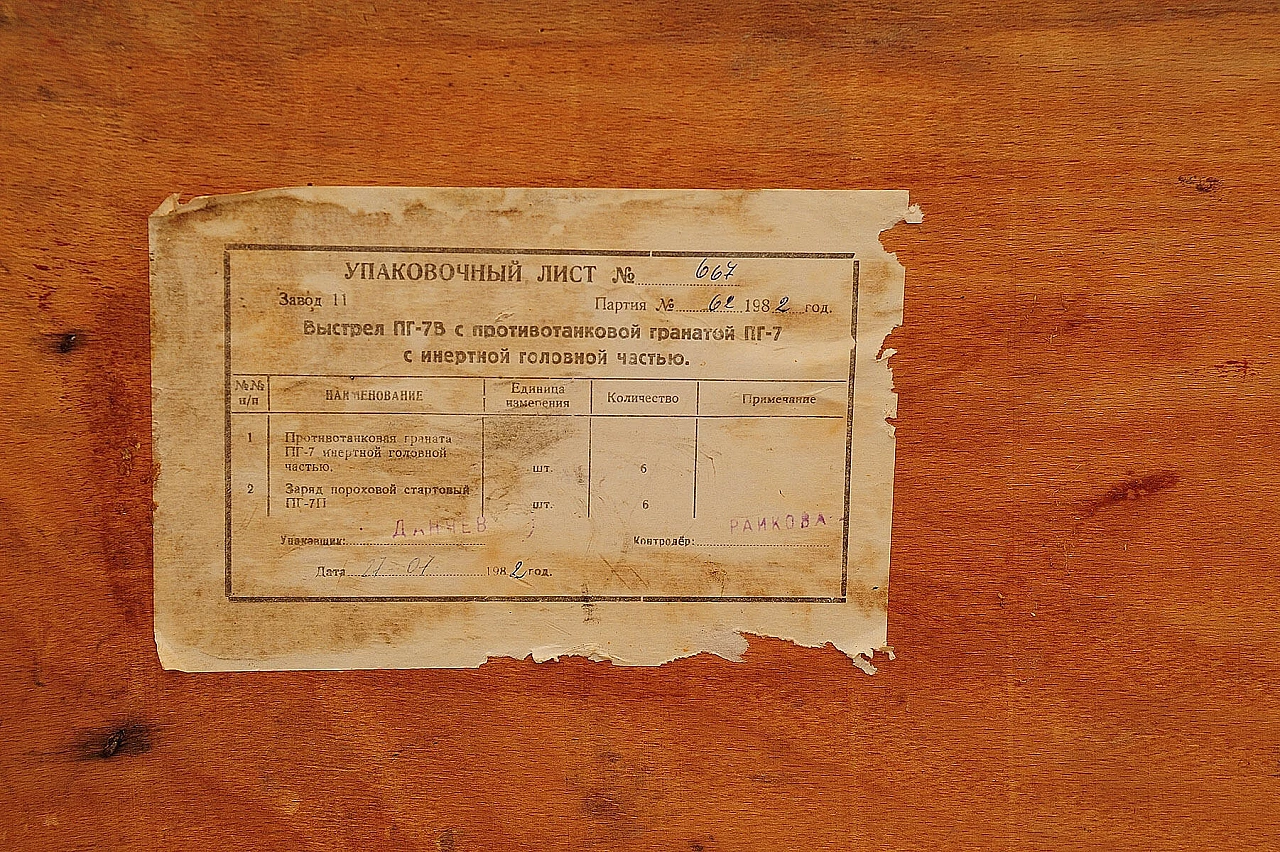 УПАКОВОЧНЫЙ ЛИСТ № 667
Завод 11 Партия № 62 1982 год.
Выстрел ПГ-7В с противотанковой гранатой ПГ-7
с инертной головной частью.
№№ п/п НАИМЕНОВАНИЕ Единица измерения Количество Примечание
1 Противотанковая граната
ПГ-7 инертной головной
частью. шт. 6
2 Заряд пороховой стартовый
ПГ-7П шт. 6
Упаковщик: ДАНЧЕВ Контролёр: РАЙКОВА
Дата 11-01 1982 год.